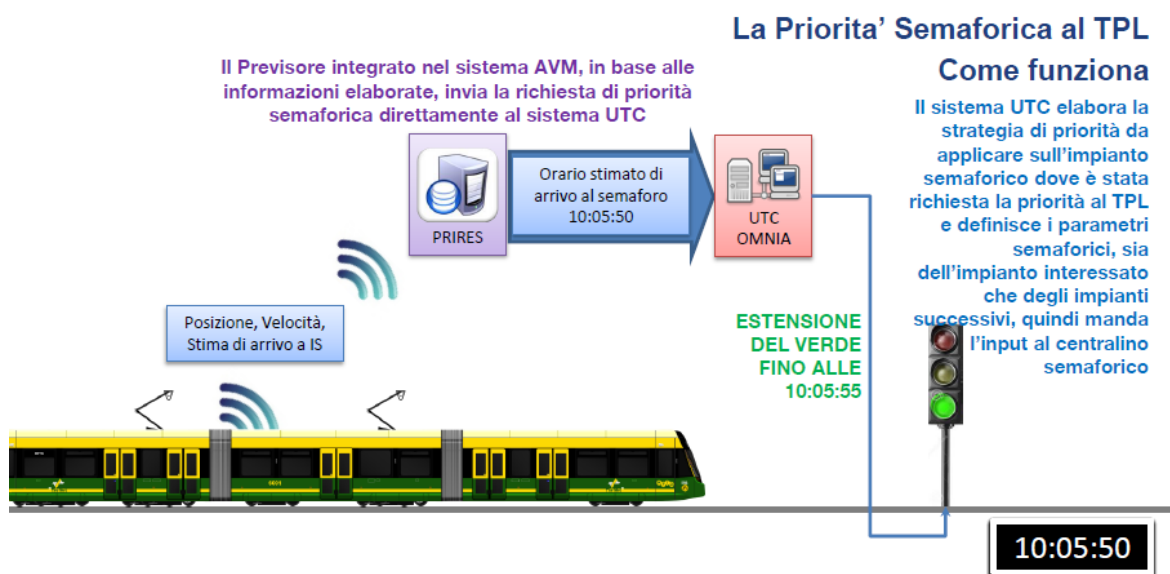 La Priorita' Semaforica al TPL
Come funziona
Il Previsore integrato nel sistema AVM, in base alle
informazioni elaborate, invia la richiesta di priorità
semaforica direttamente al sistema UTC
Il sistema UTC elabora la
strategia di priorità da
applicare sull'impianto
semaforico dove è stata
richiesta la priorità al TPL
e definisce i parametri
semaforici, sia
dell'impianto interessato
che degli impianti
successivi, quindi manda
l'input al centralino
semaforico
PRIRES
Orario stimato di
arrivo al semaforo
10:05:50
UTC
OMNIA
Posizione, Velocità,
Stima di arrivo a IS
ESTENSIONE
DEL VERDE
FINO ALLE
10:05:55
10:05:50